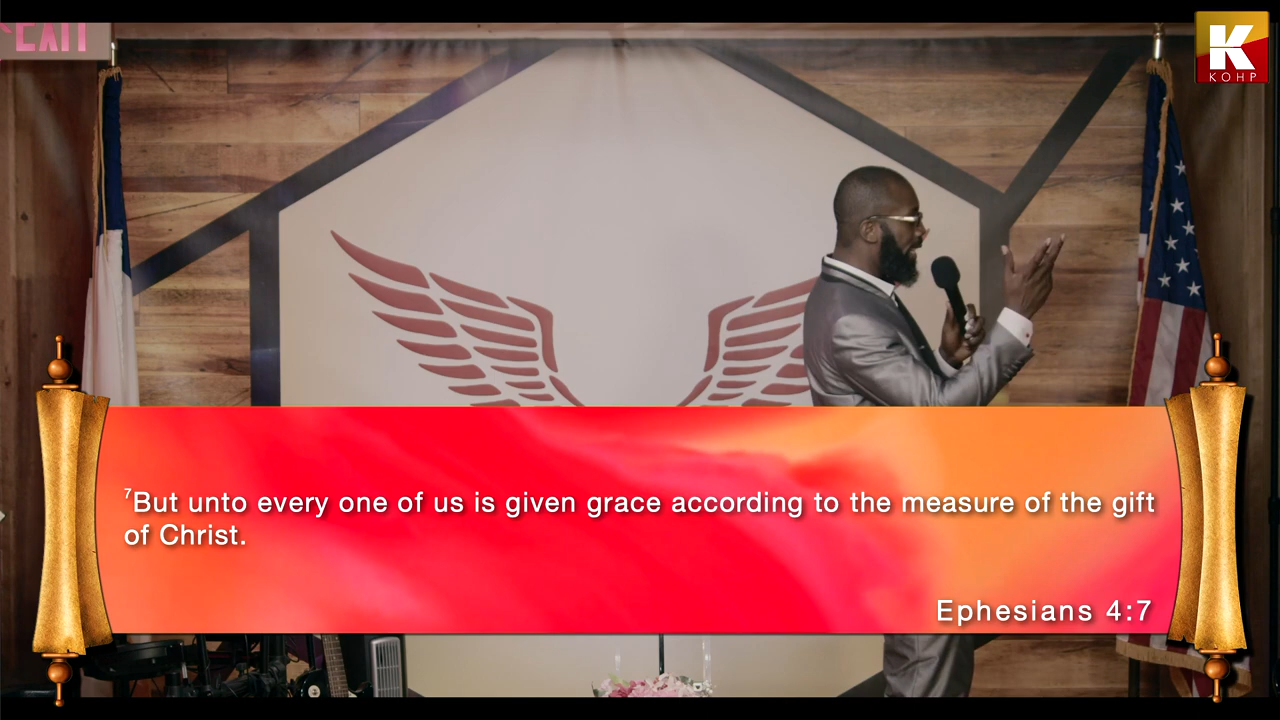 EXIT
K
KOHP
7But unto every one of us is given grace according to the measure of the gift
of Christ.
Ephesians 4:7